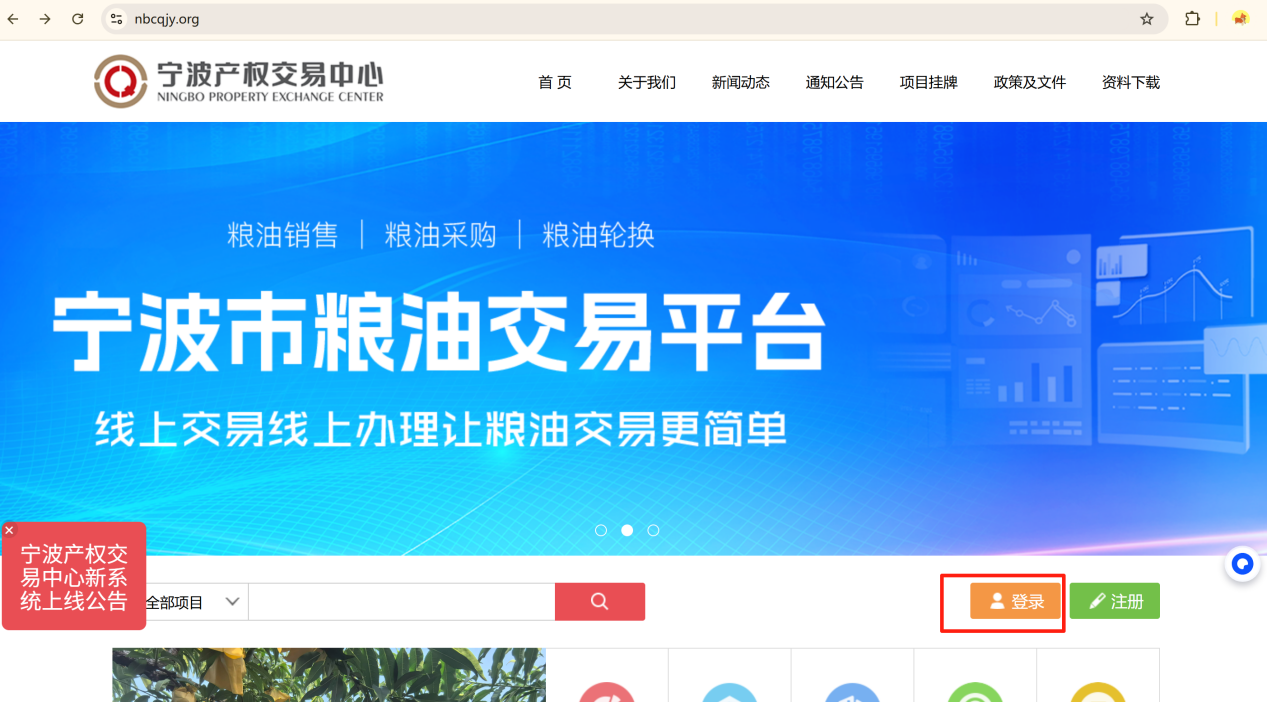 nbcqjy.org
宁波产权交易中心
NINGBO PROPERTY EXCHANGE CENTER
首 页 关于我们 新闻动态 通知公告 项目挂牌 政策及文件 资料下载
粮油销售 | 粮油采购 | 粮油轮换
宁波市粮油交易平台
线上交易线上办理让粮油交易更简单
宁波产权交
易中心新系
统上线公告
全部项目
登录
注册